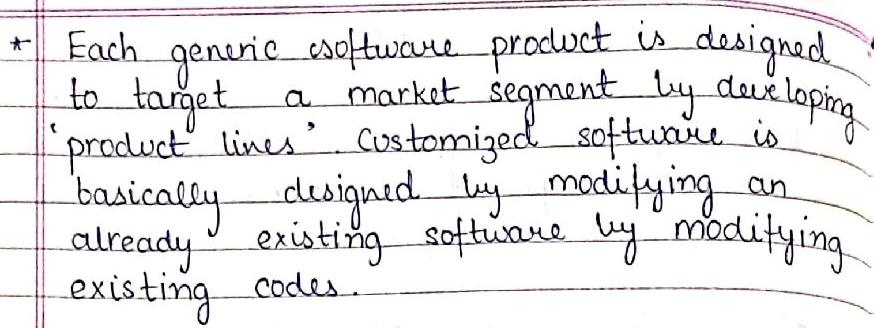 * Each generic software product is designed
to target a market segment by developing
'product lines'. Customized software is
basically designed by modifying an
already existing software by modifying
existing codes.